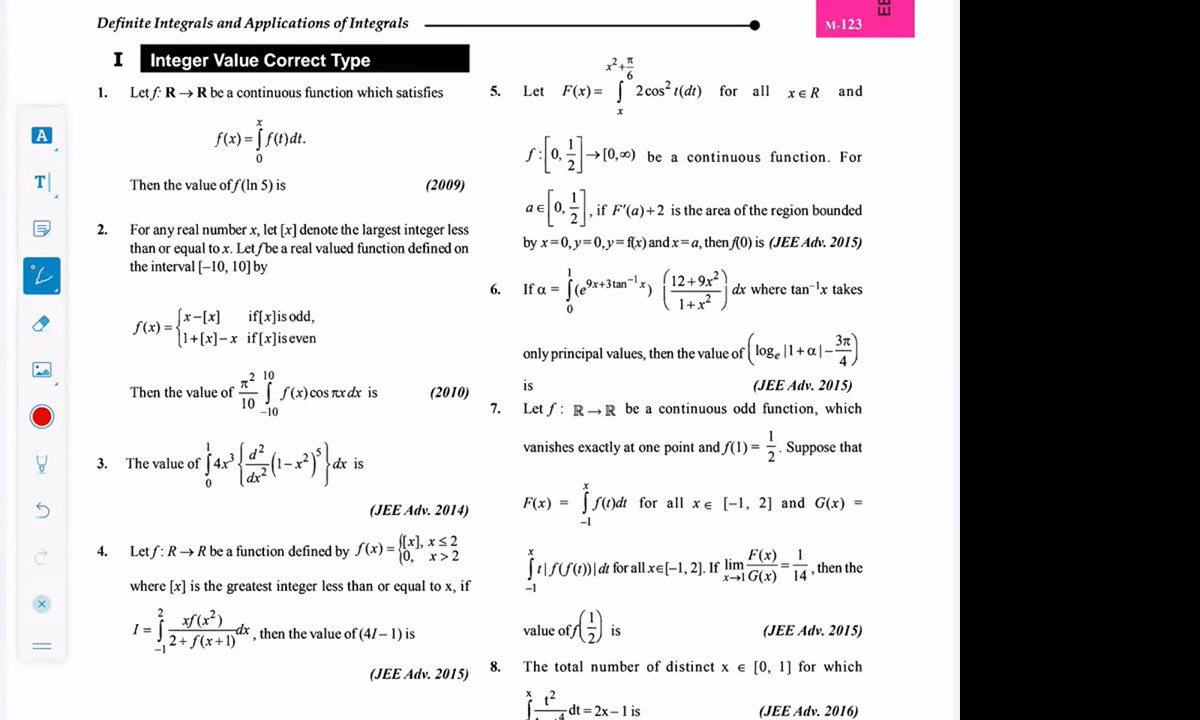 Definite Integrals and Applications of Integrals
M-123
I Integer Value Correct Type
1. Let f: R → R be a continuous function which satisfies
f(x) = ∫₀ˣ f(t)dt.
Then the value of f(ln 5) is (2009)
2. For any real number x, let [x] denote the largest integer less
than or equal to x. Let f be a real valued function defined on
the interval [–10, 10] by
f(x) = { x – [x] if [x] is odd,
1 + [x] – x if [x] is even
Then the value of π²/10 ∫₋₁₀¹⁰ f(x) cos πx dx is (2010)
3. The value of ∫₀¹ 4x³ { d²/dx² (1 – x²)⁵ } dx is
(JEE Adv. 2014)
4. Let f : R → R be a function defined by f(x) = { [x], x ≤ 2
0, x > 2
where [x] is the greatest integer less than or equal to x, if
I = ∫₋₁² xf(x²)/(2 + f(x+1)) dx, then the value of (4I – 1) is
(JEE Adv. 2015)
5. Let F(x) = ∫ₓ^(x²+π/6) 2cos² t(dt) for all x ∈ R and
f : [0, 1/2] → [0, ∞) be a continuous function. For
a ∈ [0, 1/2], if F′(a) + 2 is the area of the region bounded
by x = 0, y = 0, y = f(x) and x = a, then f(0) is (JEE Adv. 2015)
6. If α = ∫₀¹ (e^(9x+3tan⁻¹x)) ((12+9x²)/(1+x²)) dx where tan⁻¹x takes
only principal values, then the value of (logₑ |1 + α| – 3π/4)
is (JEE Adv. 2015)
7. Let f : ℝ → ℝ be a continuous odd function, which
vanishes exactly at one point and f(1) = 1/2. Suppose that
F(x) = ∫₋₁ˣ f(t)dt for all x ∈ [–1, 2] and G(x) =
∫₋₁ˣ t| f(f(t))| dt for all x∈[–1, 2]. If lim x→1 F(x)/G(x) = 1/14, then the
value of f(1/2) is (JEE Adv. 2015)
8. The total number of distinct x ∈ [0, 1] for which
dt = 2x – 1 is (JEE Adv. 2016)